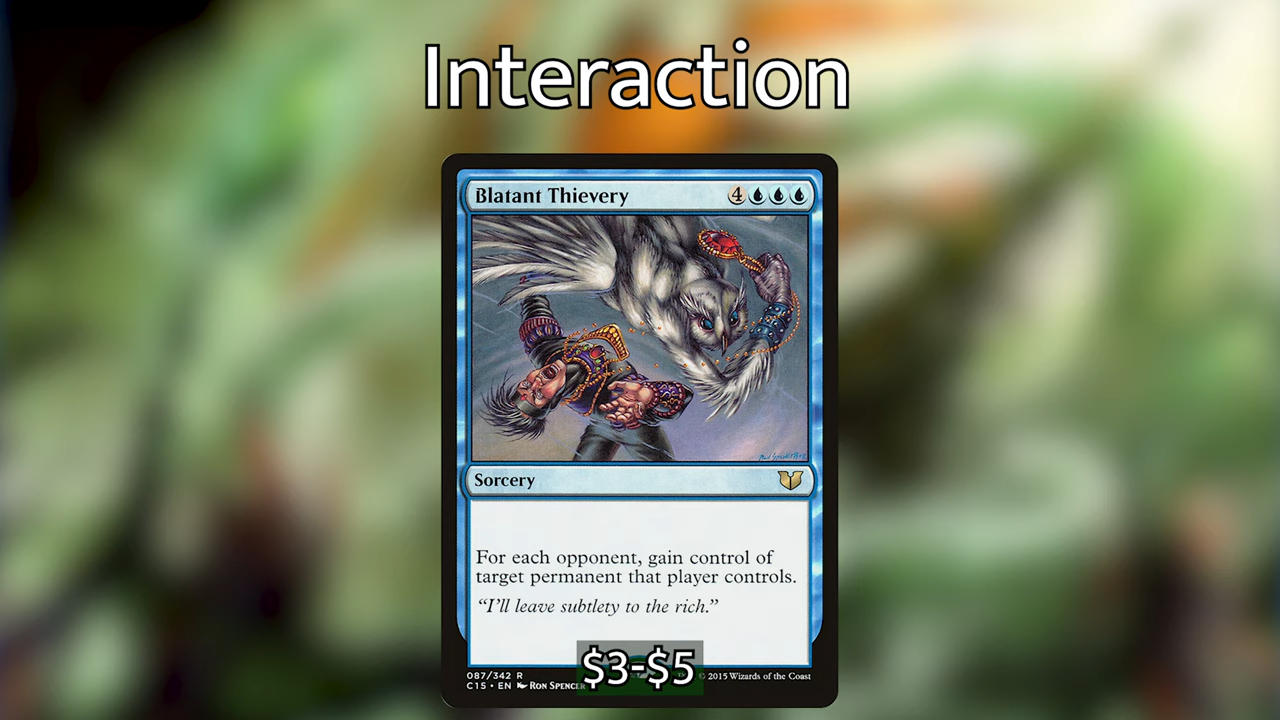 Interaction
Blatant Thievery 4
Sorcery
For each opponent, gain control of
target permanent that player controls.
“I’ll leave subtlety to the rich.”
$3-$5
087/342 R
C15 • EN RON SPENCER
© 2015 Wizards of the Coast